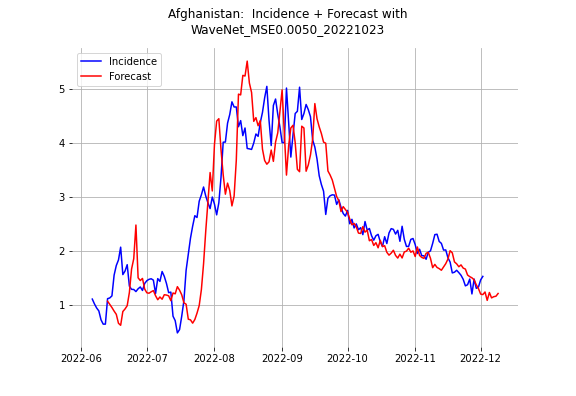 Afghanistan:  Incidence + Forecast with
WaveNet_MSE0.0050_20221023
Incidence
Forecast
5
4
3
2
1
2022-06 2022-07 2022-08 2022-09 2022-10 2022-11 2022-12